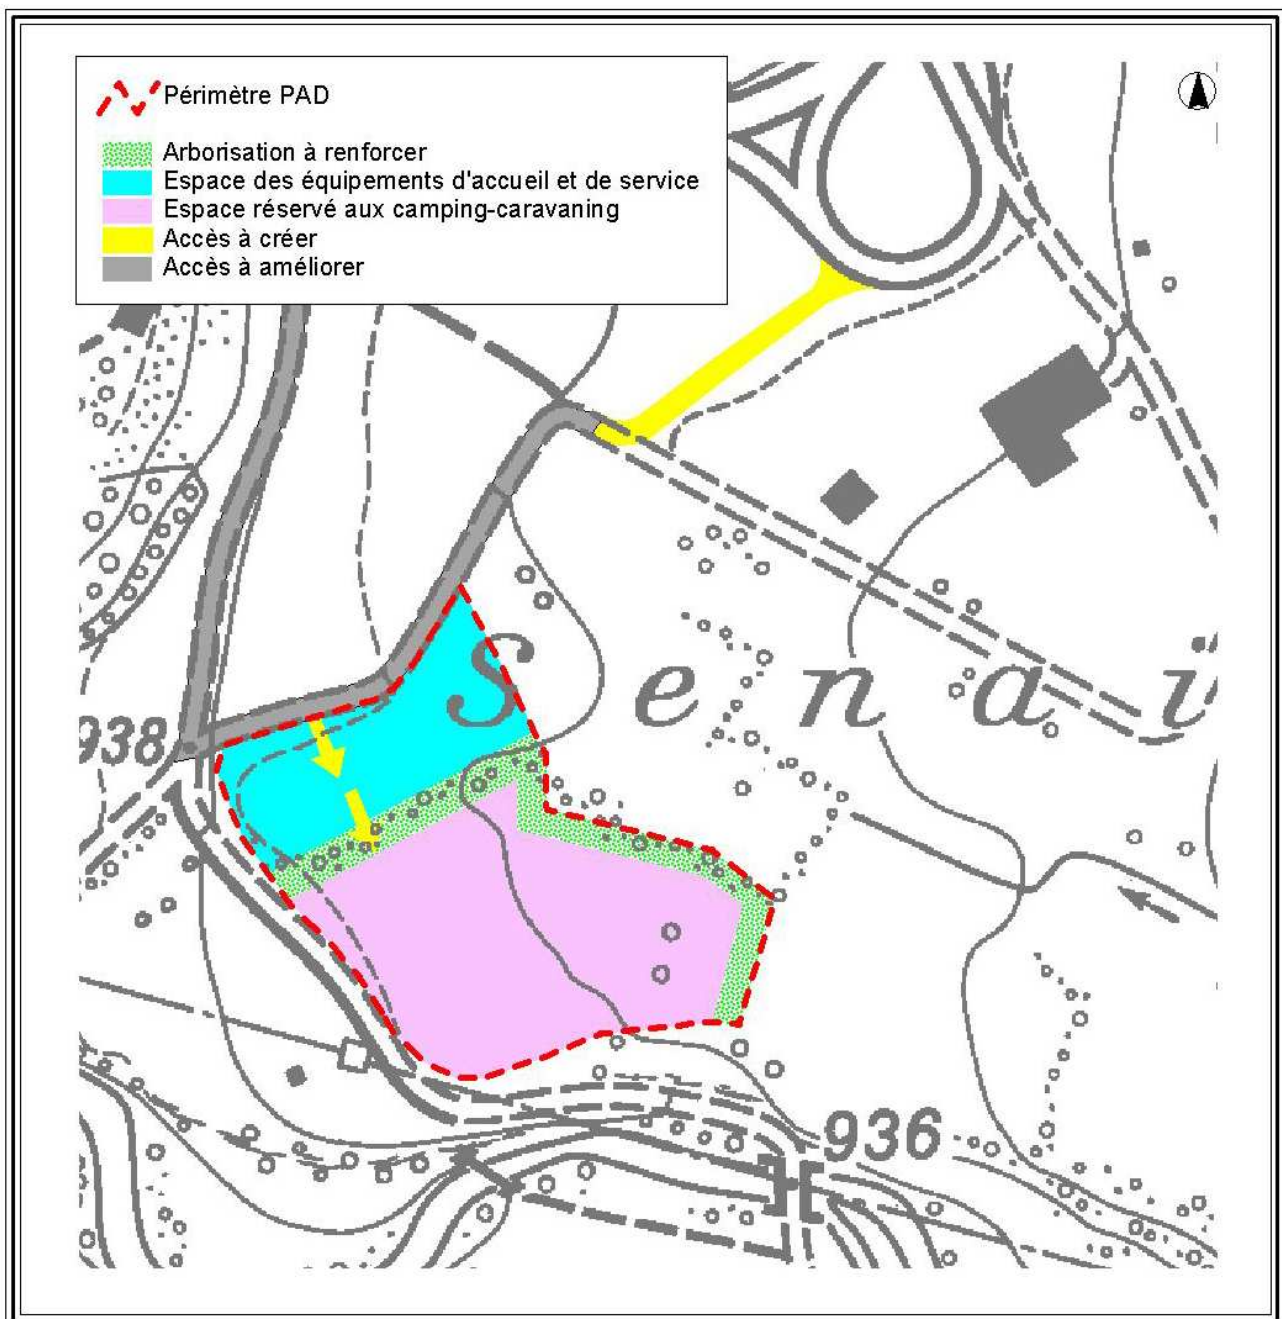 Périmètre PAD
Arborisation à renforcer
Espace des équipements d'accueil et de service
Espace réservé aux camping-caravaning
Accès à créer
Accès à améliorer
Senaï
938
936